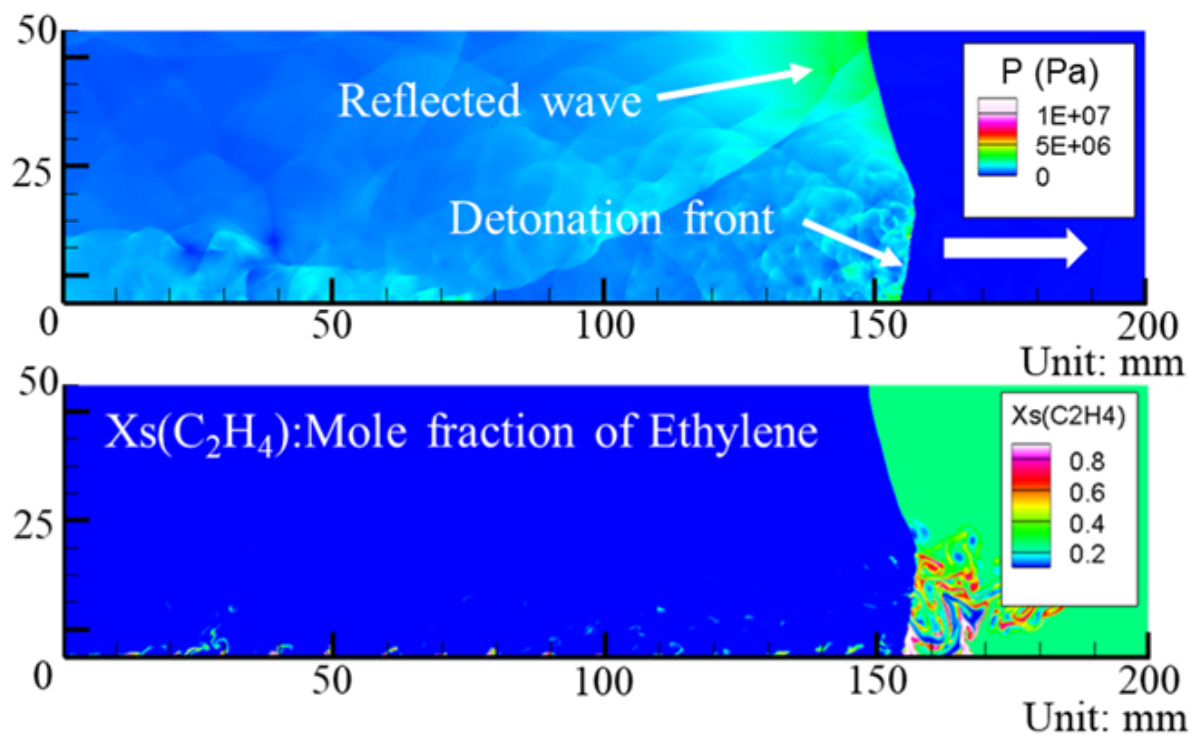 50
Reflected wave
P (Pa)
1E+07
5E+06
0
25
Detonation front
0
50
100
150
200
Unit: mm
50
Xs(C₂H₄):Mole fraction of Ethylene
Xs(C2H4)
0.8
0.6
0.4
0.2
25
0
50
100
150
200
Unit: mm